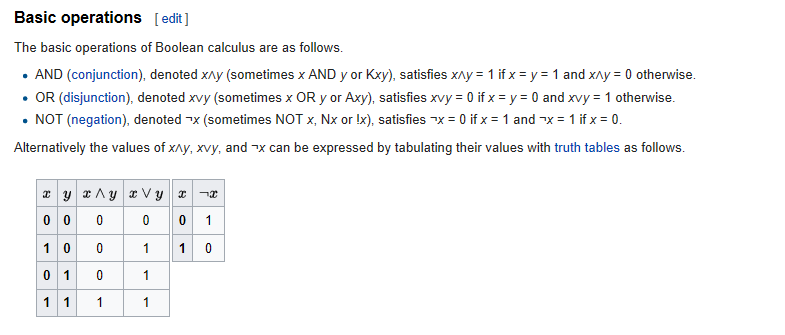 Basic operations [edit]
The basic operations of Boolean calculus are as follows.
• AND (conjunction), denoted x∧y (sometimes x AND y or Kxy), satisfies x∧y = 1 if x = y = 1 and x∧y = 0 otherwise.
• OR (disjunction), denoted x∨y (sometimes x OR y or Axy), satisfies x∨y = 0 if x = y = 0 and x∨y = 1 otherwise.
• NOT (negation), denoted ¬x (sometimes NOT x, Nx or !x), satisfies ¬x = 0 if x = 1 and ¬x = 1 if x = 0.
Alternatively the values of x∧y, x∨y, and ¬x can be expressed by tabulating their values with truth tables as follows.
x y x ∧ y x ∨ y x ¬x
0 0 0 0 0 1
1 0 0 1 1 0
0 1 0 1
1 1 1 1